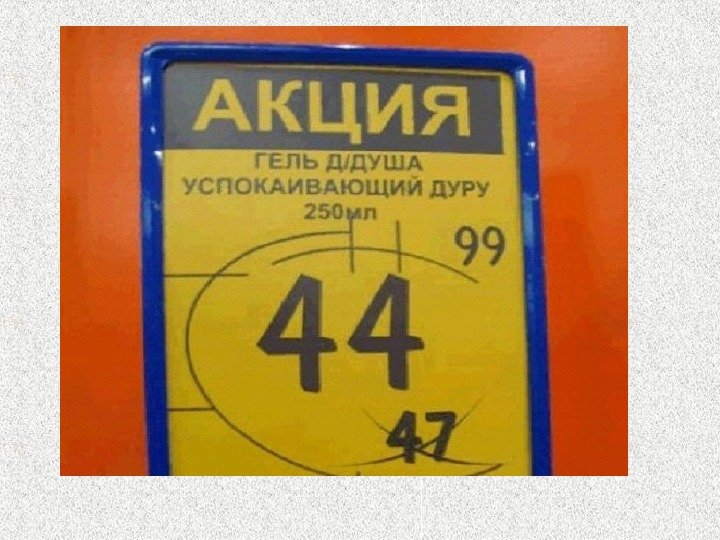 АКЦИЯ
ГЕЛЬ Д/ДУША
УСПОКАИВАЮЩИЙ ДУРУ
250мл
99
44
47